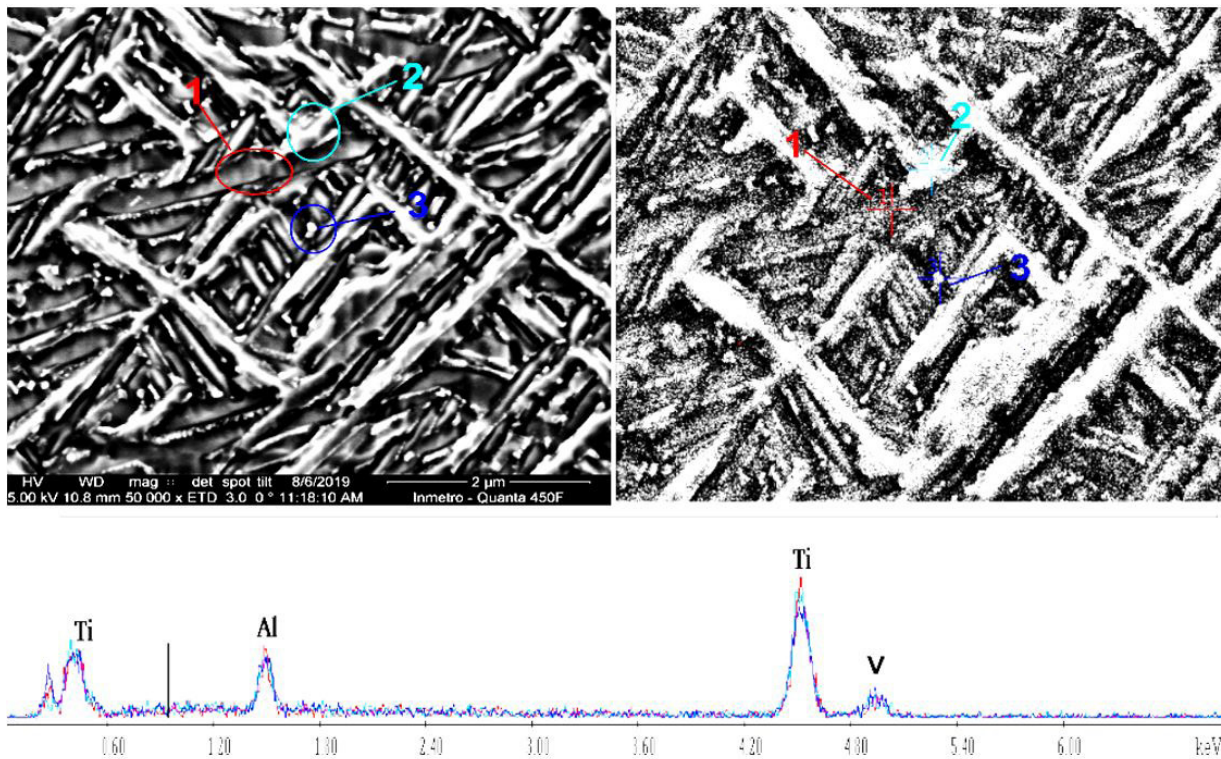 1
2
3
HV WD mag :: det spot tilt 8/6/2019 2 µm
5.00 kV 10.8 mm 50 000 x ETD 3.0 0 ° 11:18:10 AM Inmetro - Quanta 450F
1
2
3
Ti
Al
Ti
V
0.60 1.20 1.80 2.40 3.00 3.60 4.20 4.80 5.40 6.00 keV